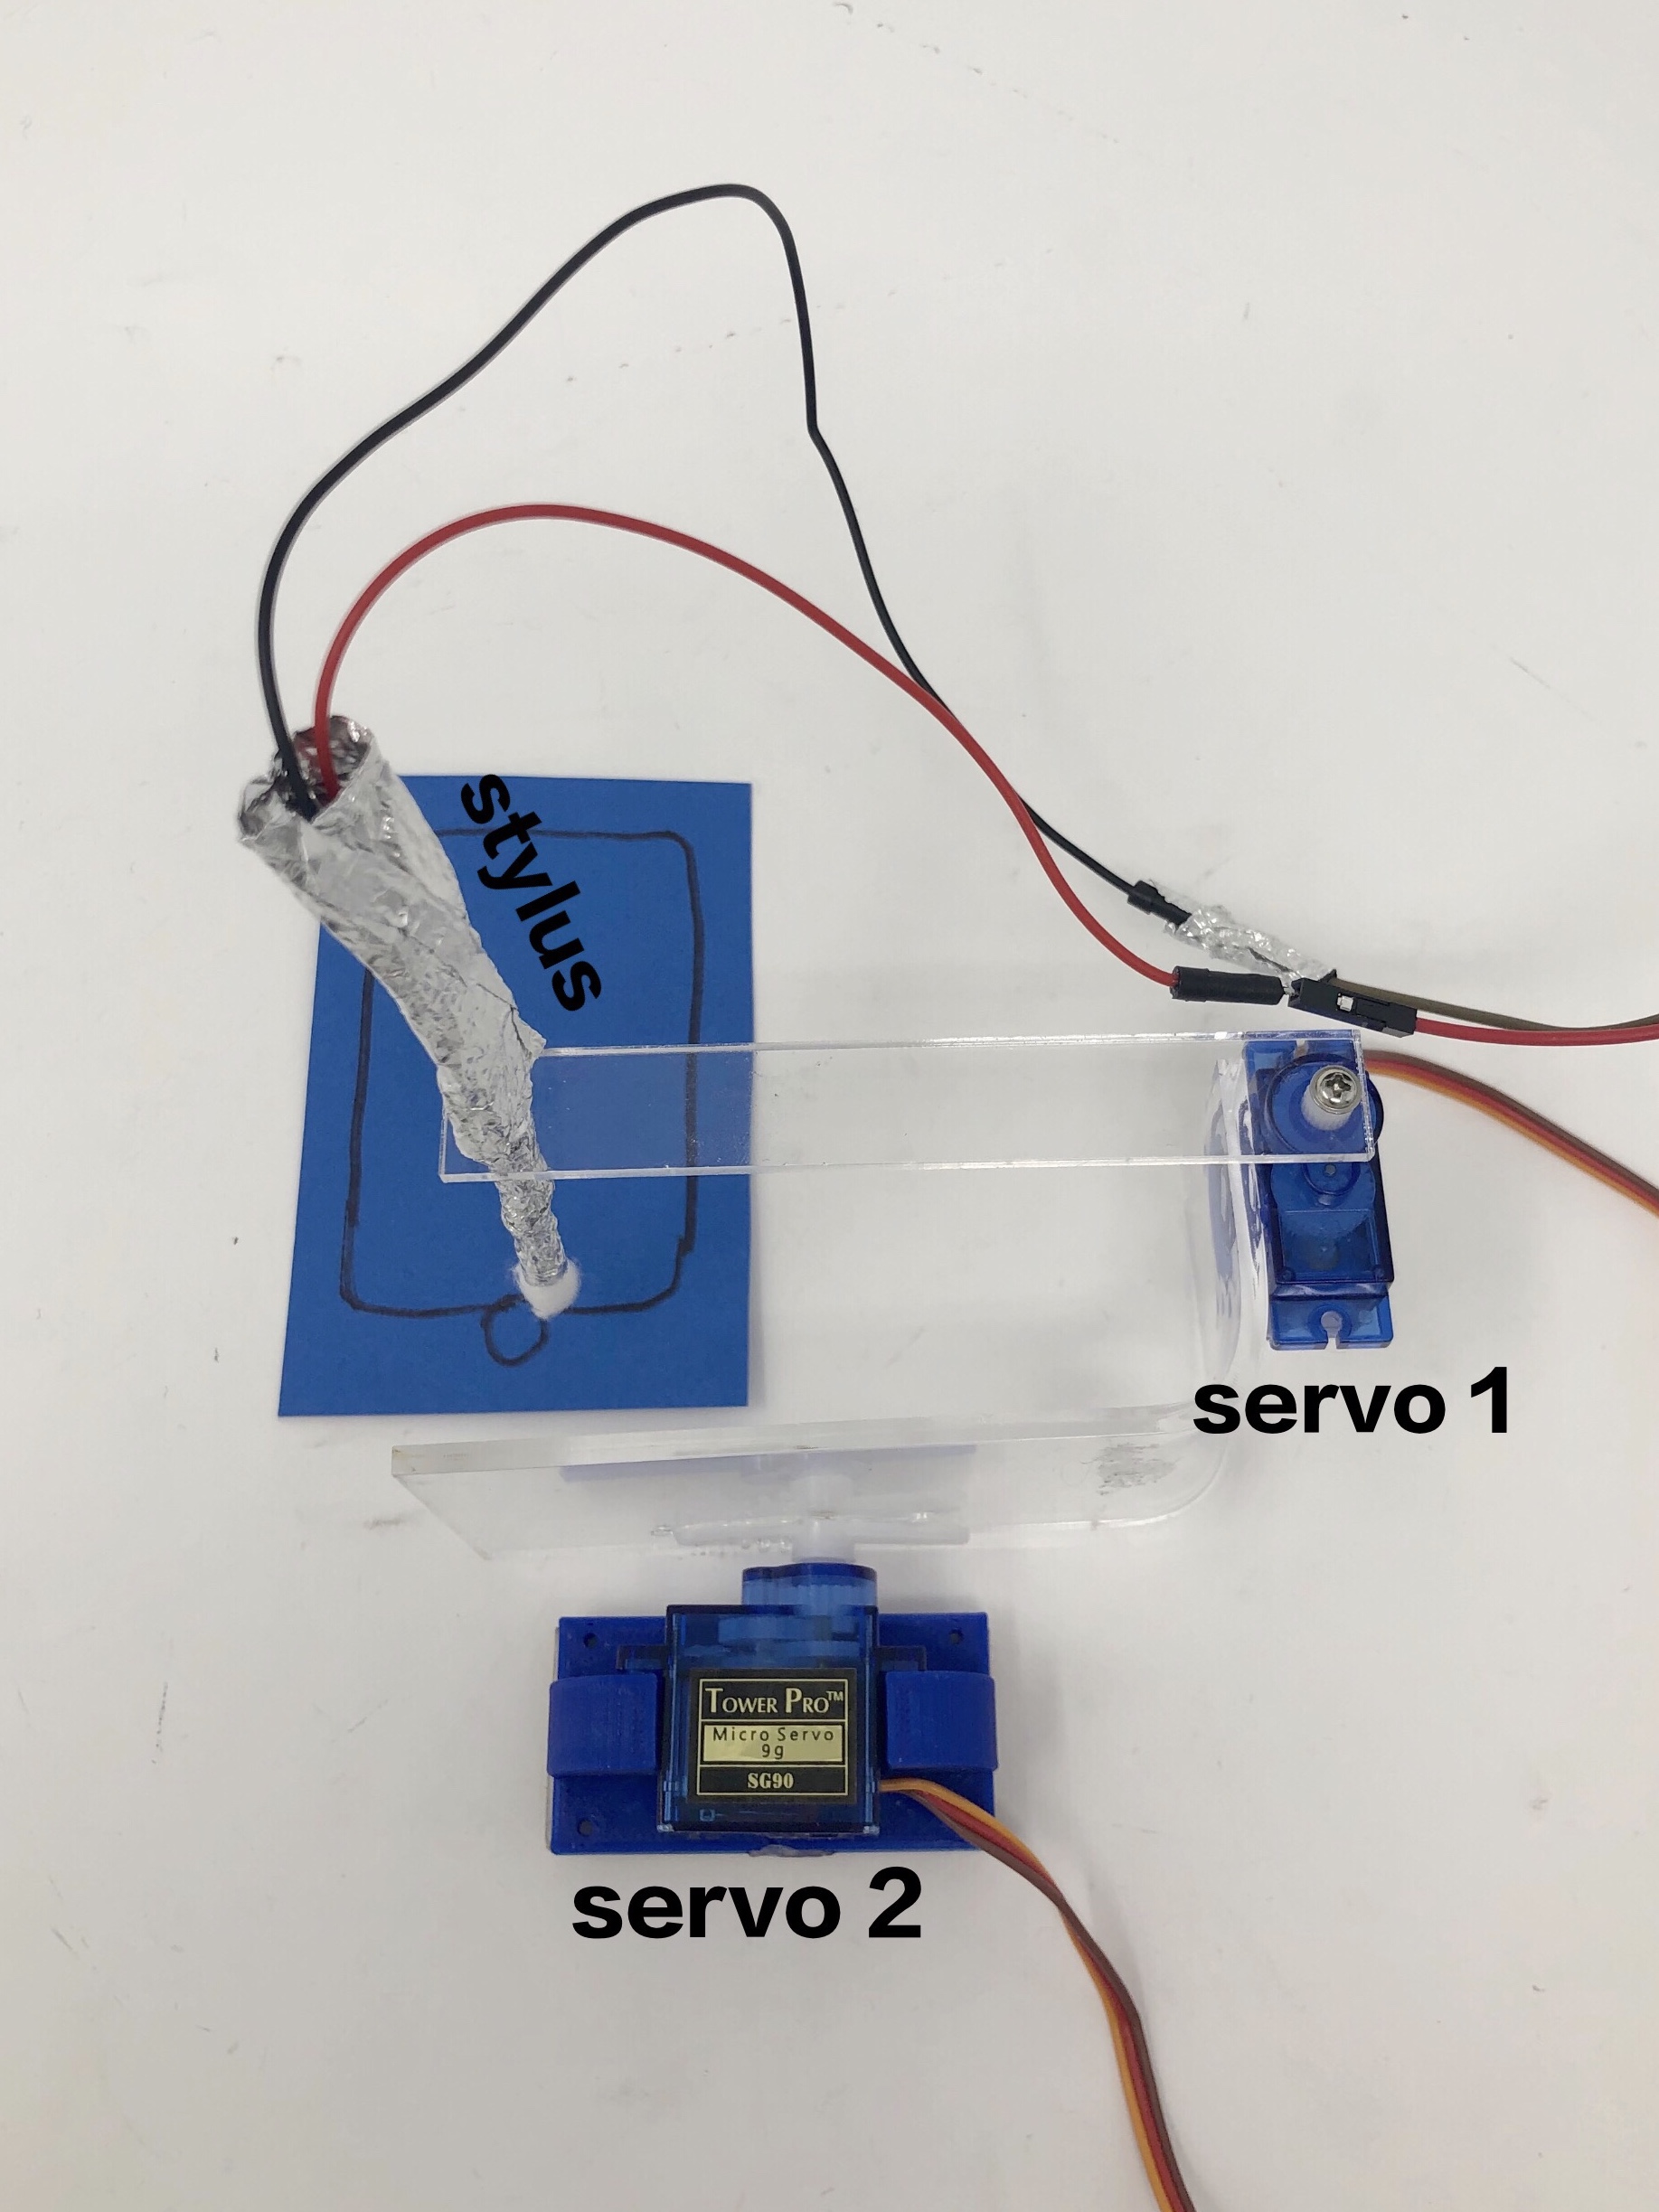 stylus
servo 1
TOWER PRO™
Micro Servo
9g
SG90
servo 2